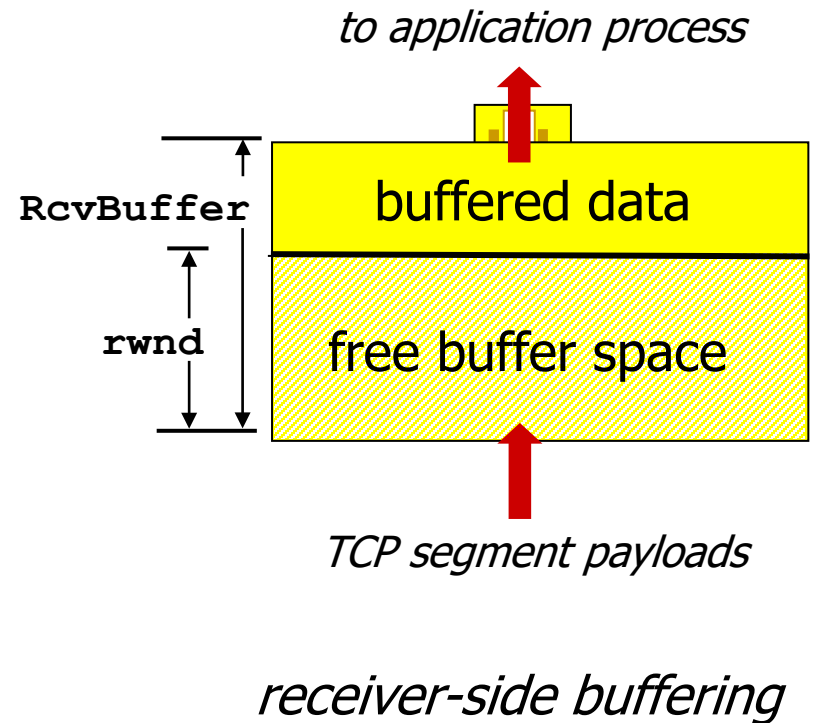 to application process
RcvBuffer
buffered data
rwnd
free buffer space
TCP segment payloads
receiver-side buffering